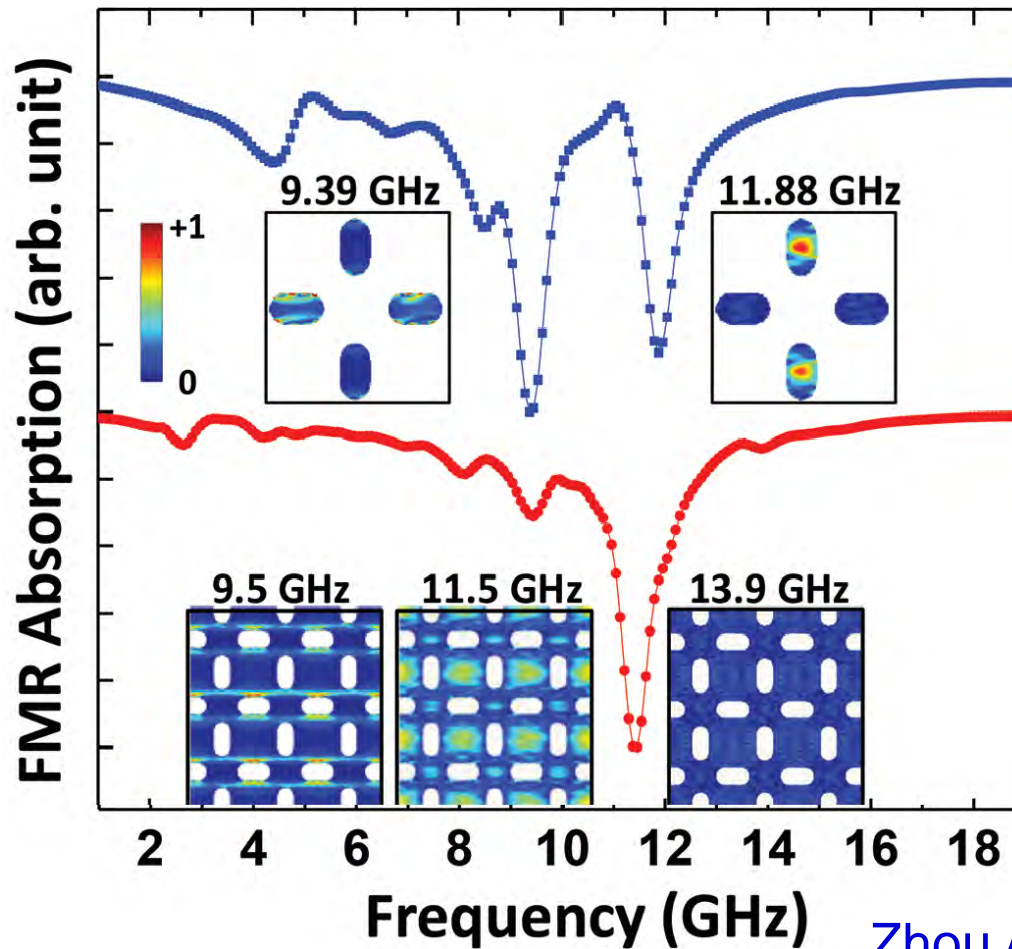 FMR Absorption (arb. unit)
9.39 GHz
11.88 GHz
+1
0
9.5 GHz
11.5 GHz
13.9 GHz
2 4 6 8 10 12 14 16 18
Frequency (GHz)
Zhou